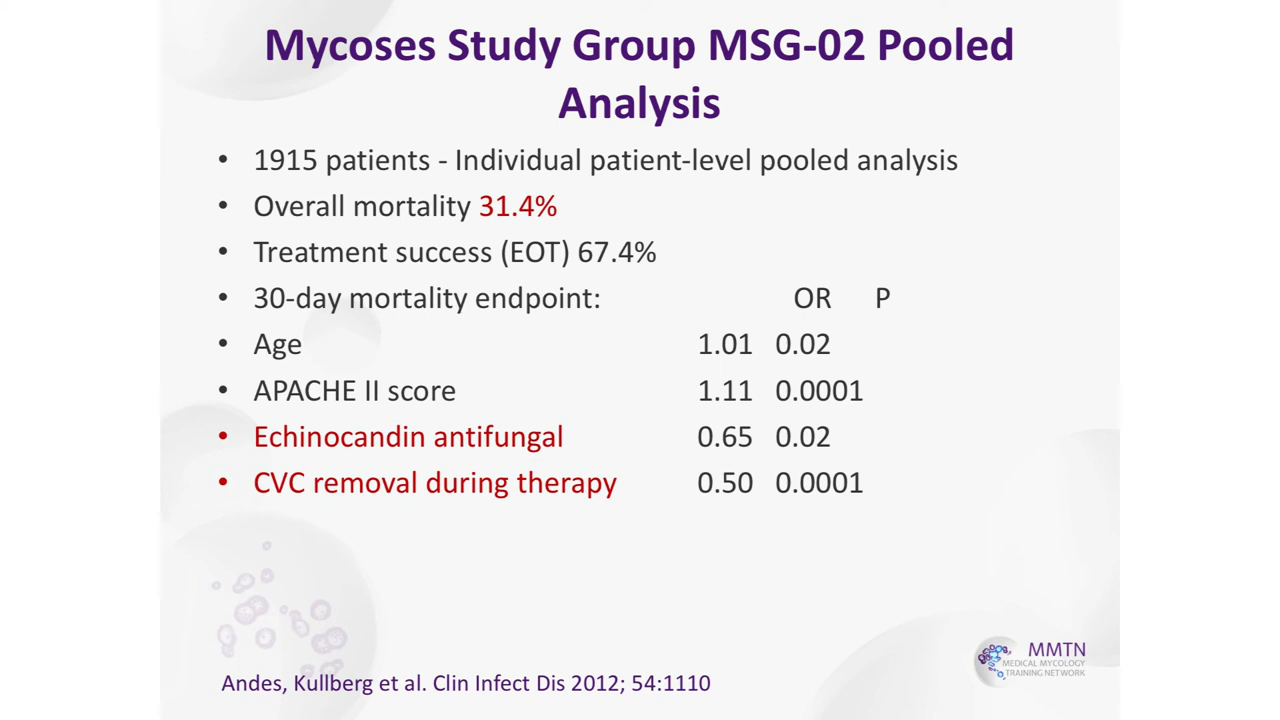 Mycoses Study Group MSG-02 Pooled
Analysis
• 1915 patients - Individual patient-level pooled analysis
• Overall mortality 31.4%
• Treatment success (EOT) 67.4%
• 30-day mortality endpoint: OR P
• Age 1.01 0.02
• APACHE II score 1.11 0.0001
• Echinocandin antifungal 0.65 0.02
• CVC removal during therapy 0.50 0.0001
MMTN
MEDICAL MYCOLOGY
TRAINING NETWORK
Andes, Kullberg et al. Clin Infect Dis 2012; 54:1110